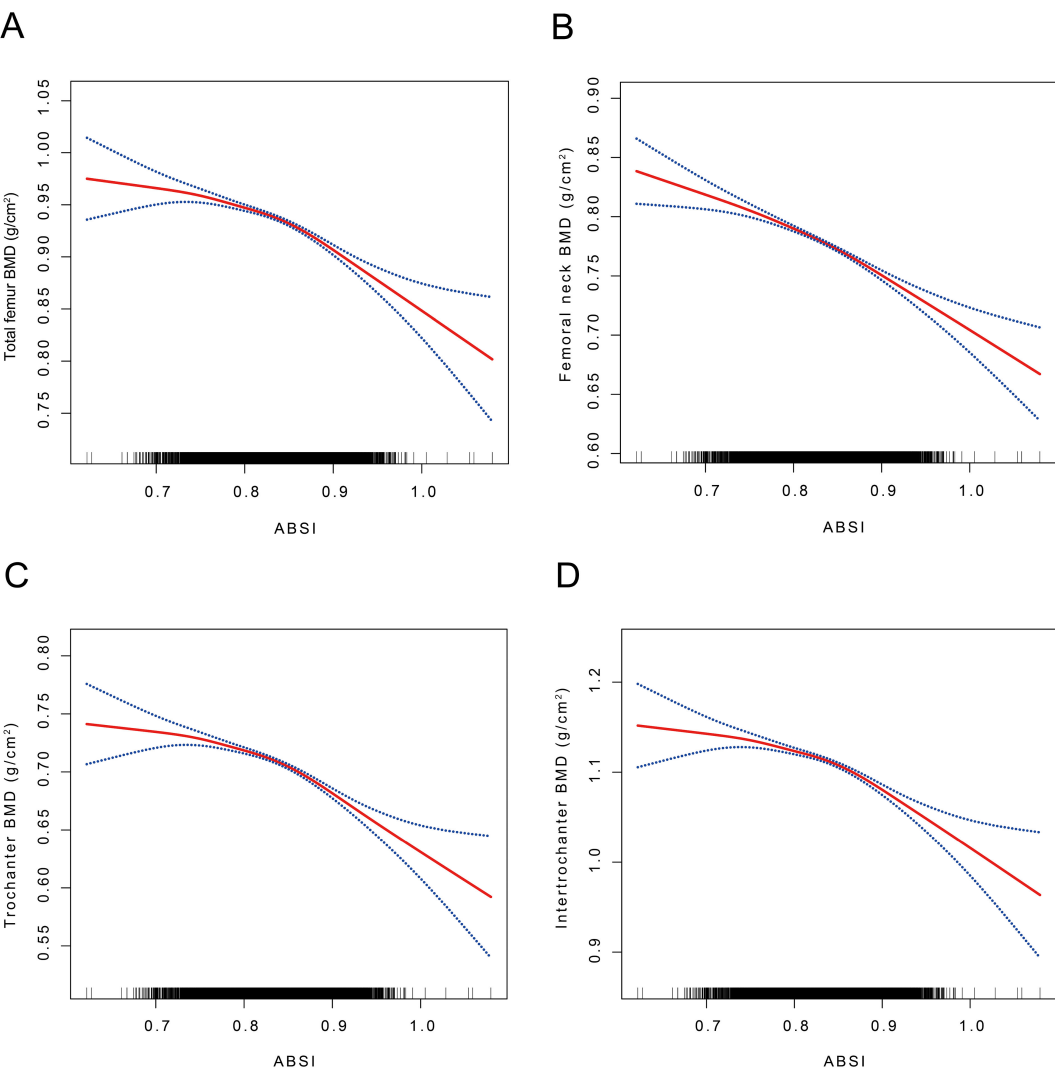 A
Total femur BMD (g/cm²)
1.05
1.00
0.95
0.90
0.85
0.80
0.75
0.7 0.8 0.9 1.0
ABSI
B
Femoral neck BMD (g/cm²)
0.90
0.85
0.80
0.75
0.70
0.65
0.60
0.7 0.8 0.9 1.0
ABSI
C
Trochanter BMD (g/cm²)
0.80
0.75
0.70
0.65
0.60
0.55
0.7 0.8 0.9 1.0
ABSI
D
Intertrochanter BMD (g/cm²)
1.2
1.1
1.0
0.9
0.7 0.8 0.9 1.0
ABSI